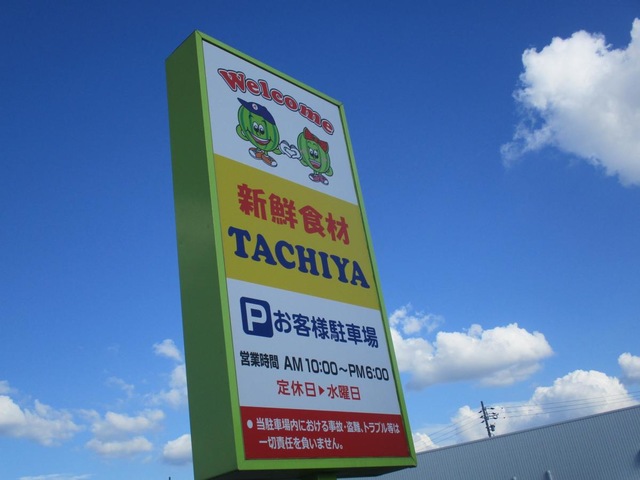 Welcome
新鮮食材
TACHIYA
P お客様駐車場
営業時間 AM10:00～PM6:00
定休日▶水曜日
● 当駐車場内における事故・盗難、トラブル等は
一切責任を負いません。